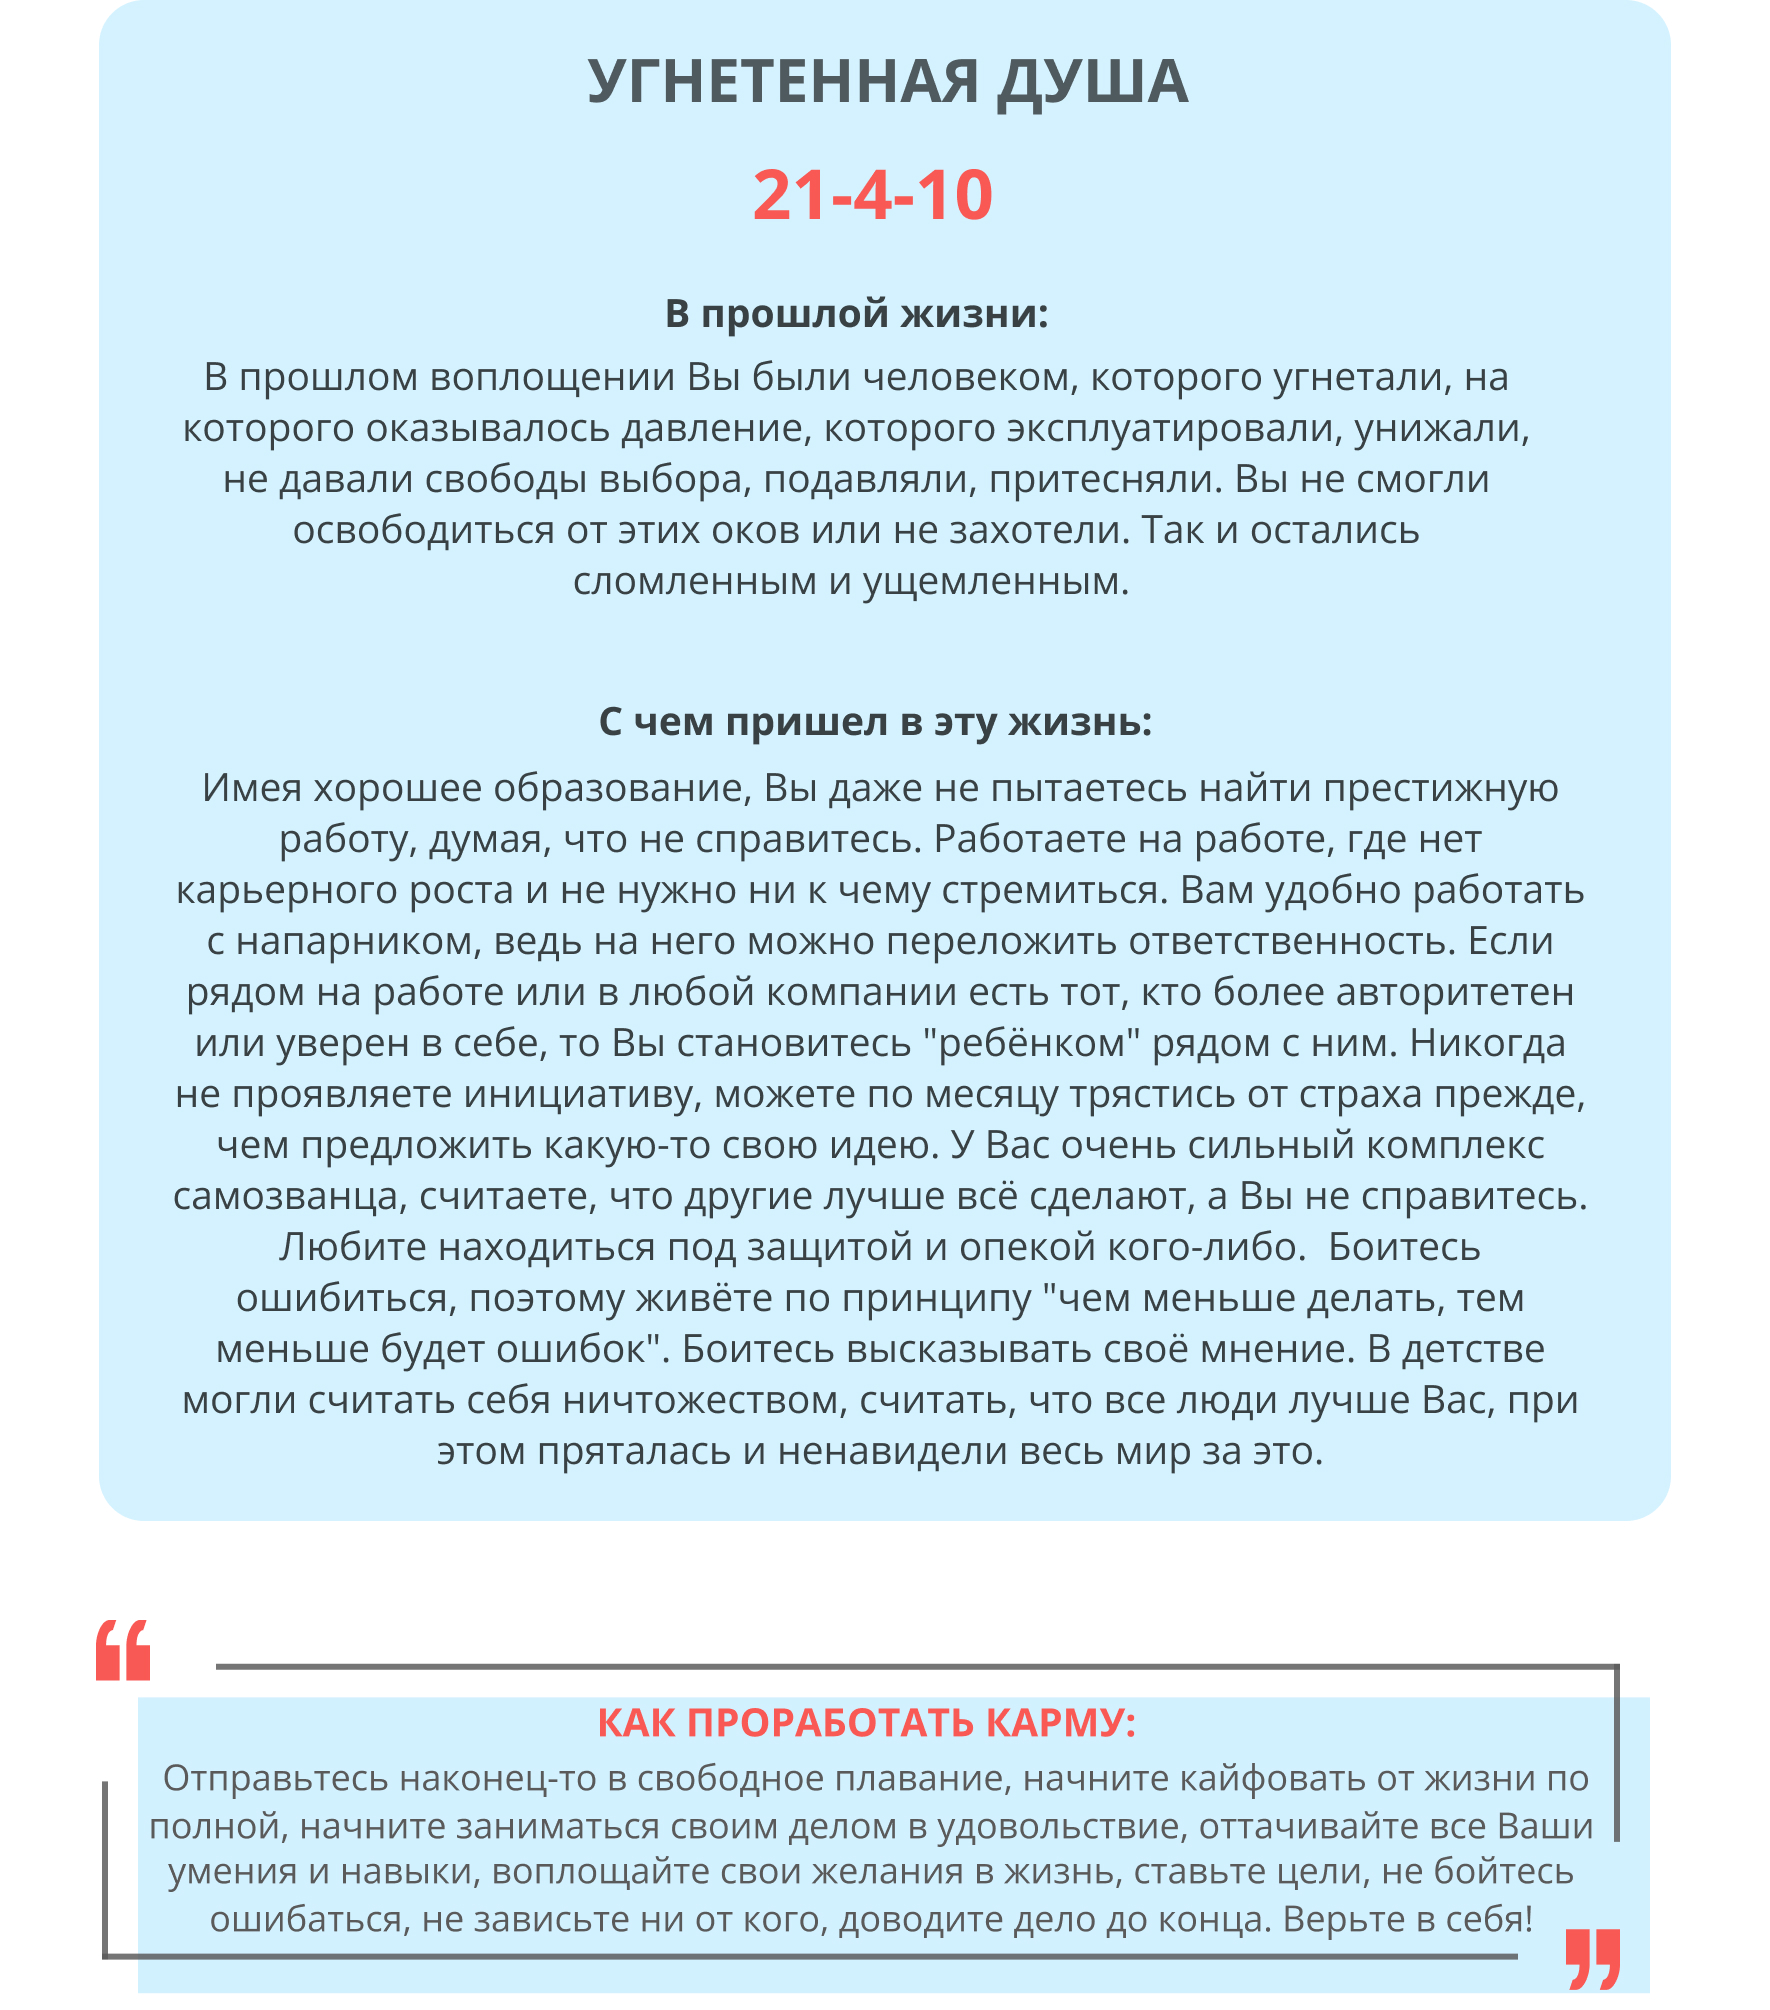 УГНЕТЕННАЯ ДУША
21-4-10
В прошлой жизни:
В прошлом воплощении Вы были человеком, которого угнетали, на
которого оказывалось давление, которого эксплуатировали, унижали,
не давали свободы выбора, подавляли, притесняли. Вы не смогли
освободиться от этих оков или не захотели. Так и остались
сломленным и ущемленным.
С чем пришел в эту жизнь:
Имея хорошее образование, Вы даже не пытаетесь найти престижную
работу, думая, что не справитесь. Работаете на работе, где нет
карьерного роста и не нужно ни к чему стремиться. Вам удобно работать
с напарником, ведь на него можно переложить ответственность. Если
рядом на работе или в любой компании есть тот, кто более авторитетен
или уверен в себе, то Вы становитесь "ребёнком" рядом с ним. Никогда
не проявляете инициативу, можете по месяцу трястись от страха прежде,
чем предложить какую-то свою идею. У Вас очень сильный комплекс
самозванца, считаете, что другие лучше всё сделают, а Вы не справитесь.
Любите находиться под защитой и опекой кого-либо.  Боитесь
ошибиться, поэтому живёте по принципу "чем меньше делать, тем
меньше будет ошибок". Боитесь высказывать своё мнение. В детстве
могли считать себя ничтожеством, считать, что все люди лучше Вас, при
этом пряталась и ненавидели весь мир за это.
КАК ПРОРАБОТАТЬ КАРМУ:
Отправьтесь наконец-то в свободное плавание, начните кайфовать от жизни по
полной, начните заниматься своим делом в удовольствие, оттачивайте все Ваши
умения и навыки, воплощайте свои желания в жизнь, ставьте цели, не бойтесь
ошибаться, не зависьте ни от кого, доводите дело до конца. Верьте в себя!